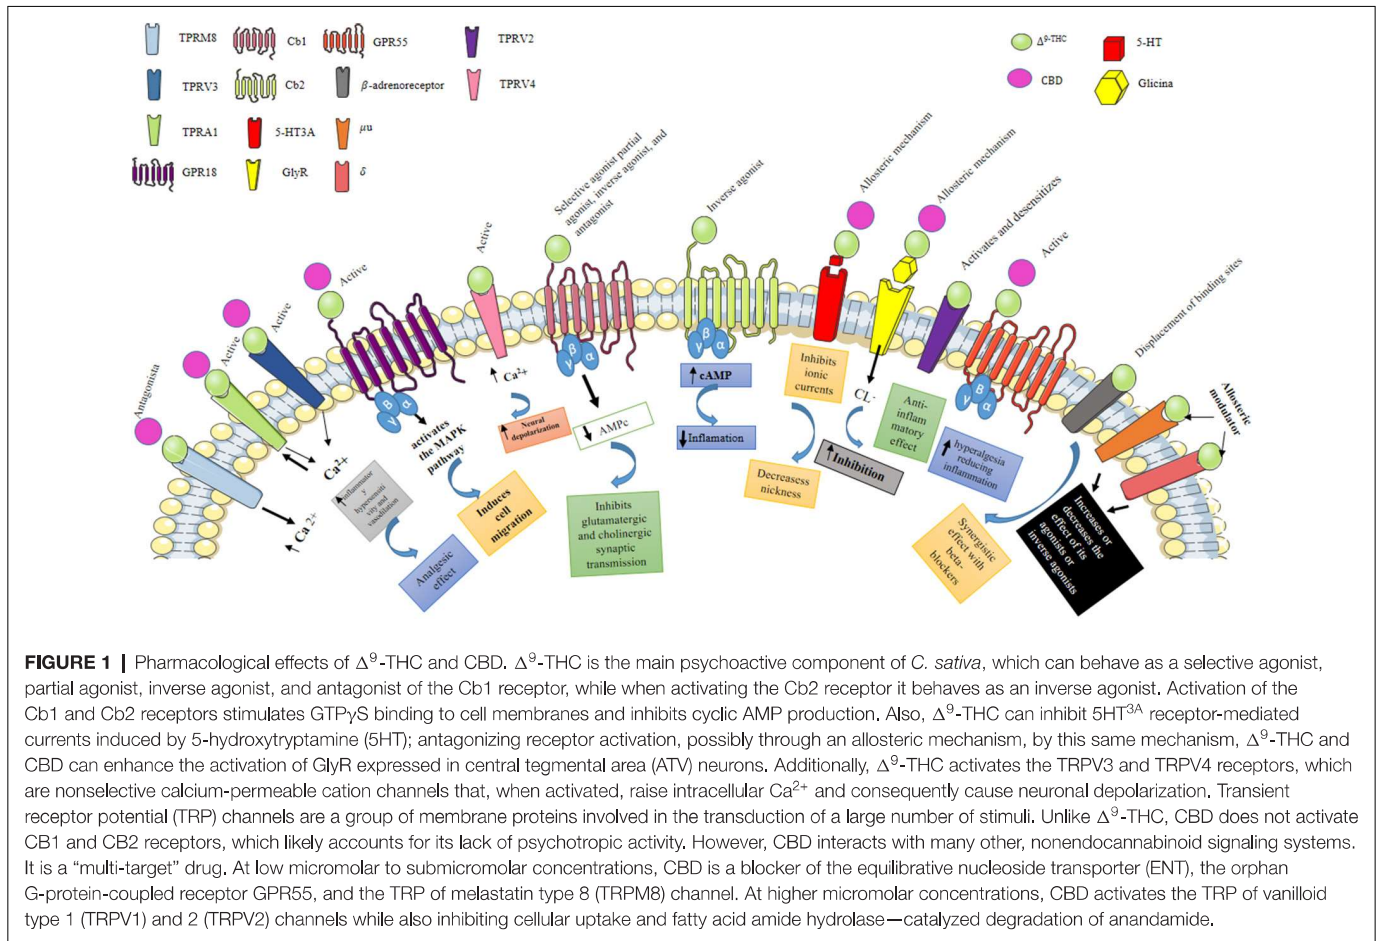 TPRM8
Cb1
GPR55
TPRV2
Δ9-THC
5-HT
TPRV3
Cb2
β-adrenoreceptor
TPRV4
CBD
Glicina
TPRA1
5-HT3A
μu
GPR18
GlyR
δ
Antagonista
Active
Active
Active
Active
Selective agonist partial
agonist, inverse agonist, and
antagonist
Inverse agonist
Allosteric mechanism
Allosteric mechanism
Activates and desensitizes
Active
Displacement of binding sites
Allosteric
modulator
γ
β
α
γ
β
α
γ
β
α
γ
β
α
Ca 2+
Ca2+
inflammator
y
hypersensiti
vity and
vasodilation
Analgesic
effect
activates
the MAPK
pathway
Induces
cell
migration
Ca2+
Neural
depolarization
AMPc
Inhibits
glutamatergic
and cholinergic
synaptic
transmission
cAMP
Inflamation
Inhibits
ionic
currents
Decreasess
nickness
CL-
Inhibition
Anti-
inflam
matory
effect
hyperalgesia
reducing
inflammation
Synergistic
effect with
beta-
blockers
Increases or
decreases the
effect of its
agonists or
inverse agonists
FIGURE 1 | Pharmacological effects of Δ9-THC and CBD. Δ9-THC is the main psychoactive component of C. sativa, which can behave as a selective agonist,
partial agonist, inverse agonist, and antagonist of the Cb1 receptor, while when activating the Cb2 receptor it behaves as an inverse agonist. Activation of the
Cb1 and Cb2 receptors stimulates GTPγS binding to cell membranes and inhibits cyclic AMP production. Also, Δ9-THC can inhibit 5HT3A receptor-mediated
currents induced by 5-hydroxytryptamine (5HT); antagonizing receptor activation, possibly through an allosteric mechanism, by this same mechanism, Δ9-THC and
CBD can enhance the activation of GlyR expressed in central tegmental area (ATV) neurons. Additionally, Δ9-THC activates the TRPV3 and TRPV4 receptors, which
are nonselective calcium-permeable cation channels that, when activated, raise intracellular Ca2+ and consequently cause neuronal depolarization. Transient
receptor potential (TRP) channels are a group of membrane proteins involved in the transduction of a large number of stimuli. Unlike Δ9-THC, CBD does not activate
CB1 and CB2 receptors, which likely accounts for its lack of psychotropic activity. However, CBD interacts with many other, nonendocannabinoid signaling systems.
It is a “multi-target” drug. At low micromolar to submicromolar concentrations, CBD is a blocker of the equilibrative nucleoside transporter (ENT), the orphan
G-protein-coupled receptor GPR55, and the TRP of melastatin type 8 (TRPM8) channel. At higher micromolar concentrations, CBD activates the TRP of vanilloid
type 1 (TRPV1) and 2 (TRPV2) channels while also inhibiting cellular uptake and fatty acid amide hydrolase—catalyzed degradation of anandamide.